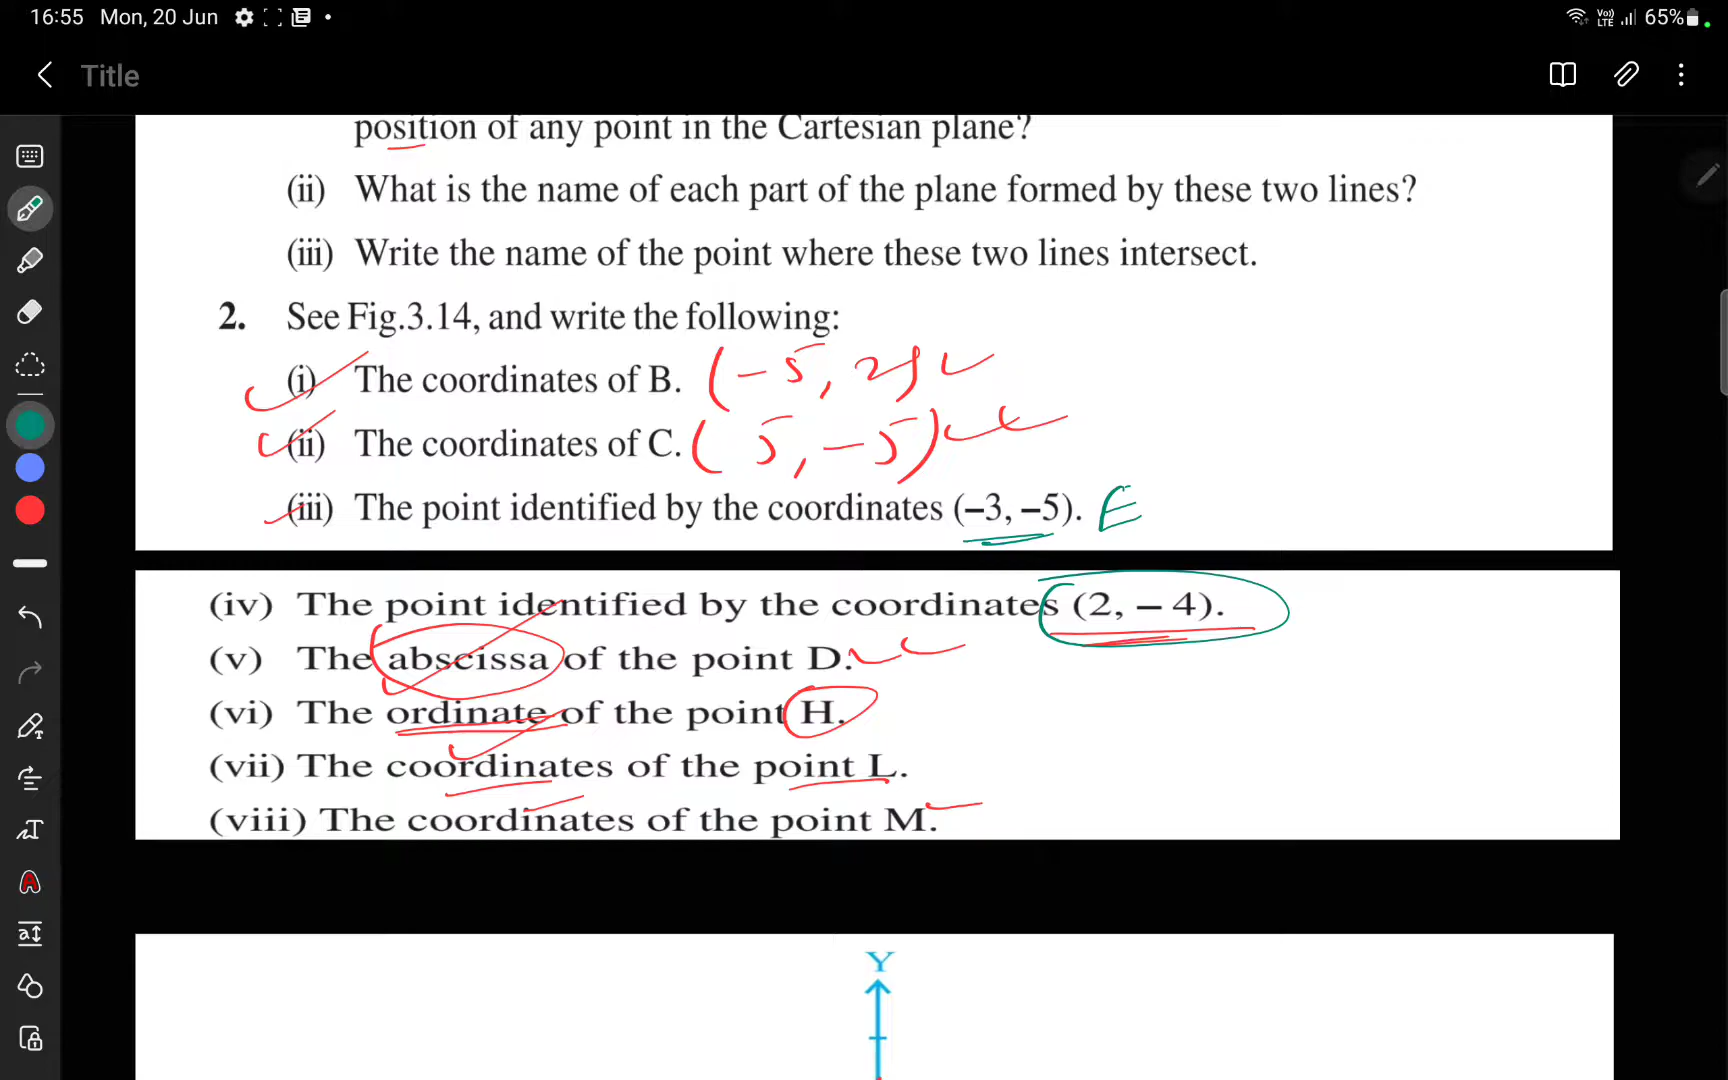 16:55 Mon, 20 Jun
Vo) LTE 65%
Title
position of any point in the Cartesian plane?
(ii) What is the name of each part of the plane formed by these two lines?
(iii) Write the name of the point where these two lines intersect.
2. See Fig.3.14, and write the following:
(i) The coordinates of B. (-5, 2)
(ii) The coordinates of C. (5, -5)
(iii) The point identified by the coordinates (–3, –5). E
(iv) The point identified by the coordinates (2, – 4).
(v) The abscissa of the point D.
(vi) The ordinate of the point H.
(vii) The coordinates of the point L.
(viii) The coordinates of the point M.
Y